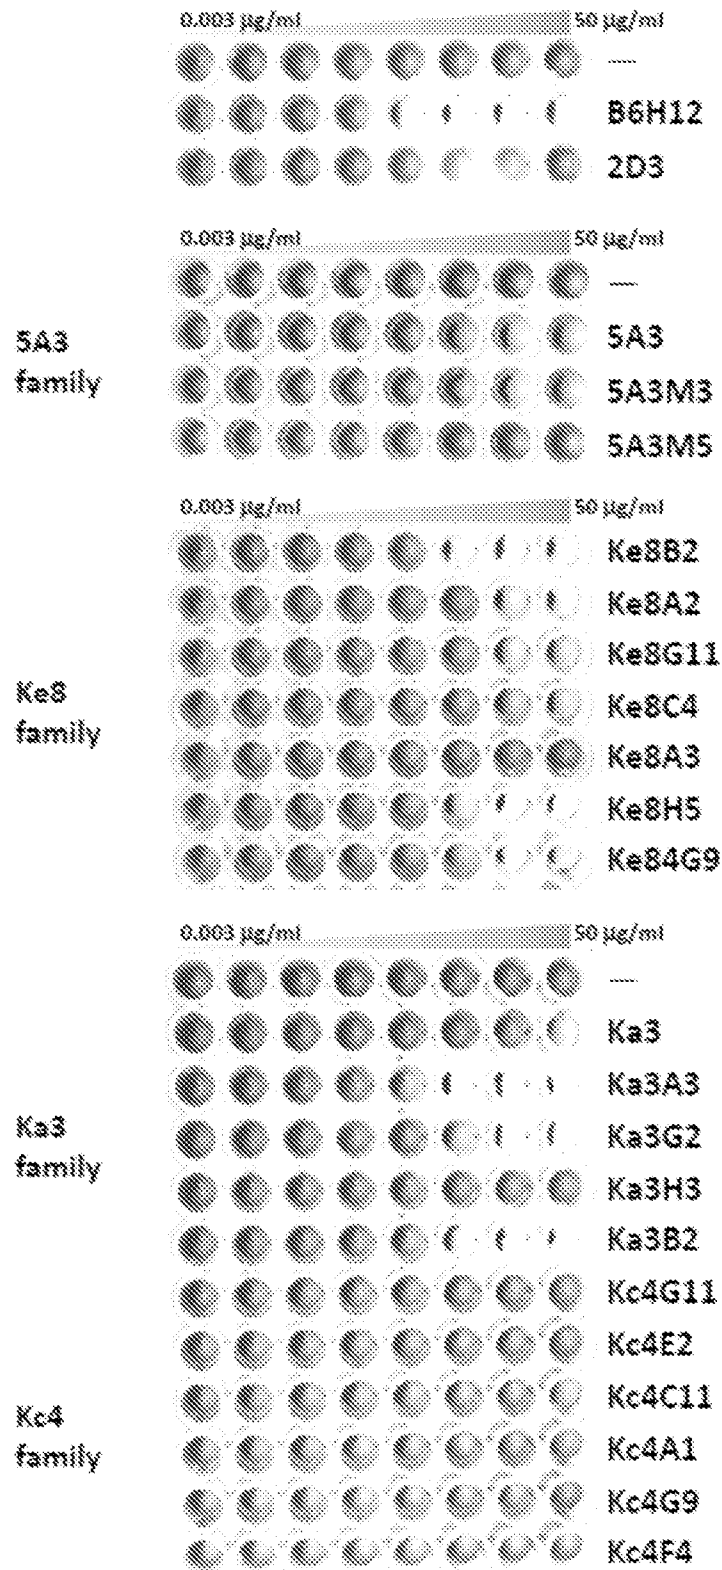 0.003 µg/ml 50 µg/ml
—
B6H12
2D3
0.003 µg/ml 50 µg/ml
—
5A3 family
5A3
5A3M3
5A3M5
0.003 µg/ml 50 µg/ml
Ke8 family
Ke8B2
Ke8A2
Ke8G11
Ke8C4
Ke8A3
Ke8H5
Ke84G9
0.003 µg/ml 50 µg/ml
—
Ka3 family
Ka3
Ka3A3
Ka3G2
Ka3H3
Ka3B2
Kc4 family
Kc4G11
Kc4E2
Kc4C11
Kc4A1
Kc4G9
Kc4F4